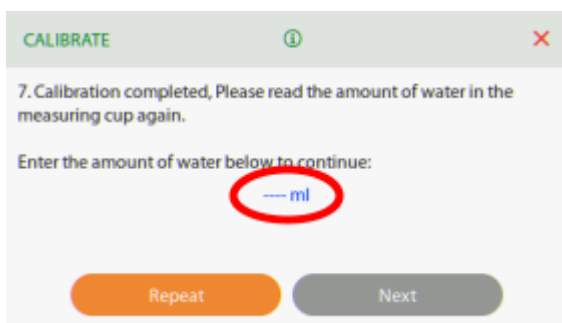 CALIBRATE
7. Calibration completed, Please read the amount of water in the
measuring cup again.
Enter the amount of water below to continue:
---- ml
Repeat
Next